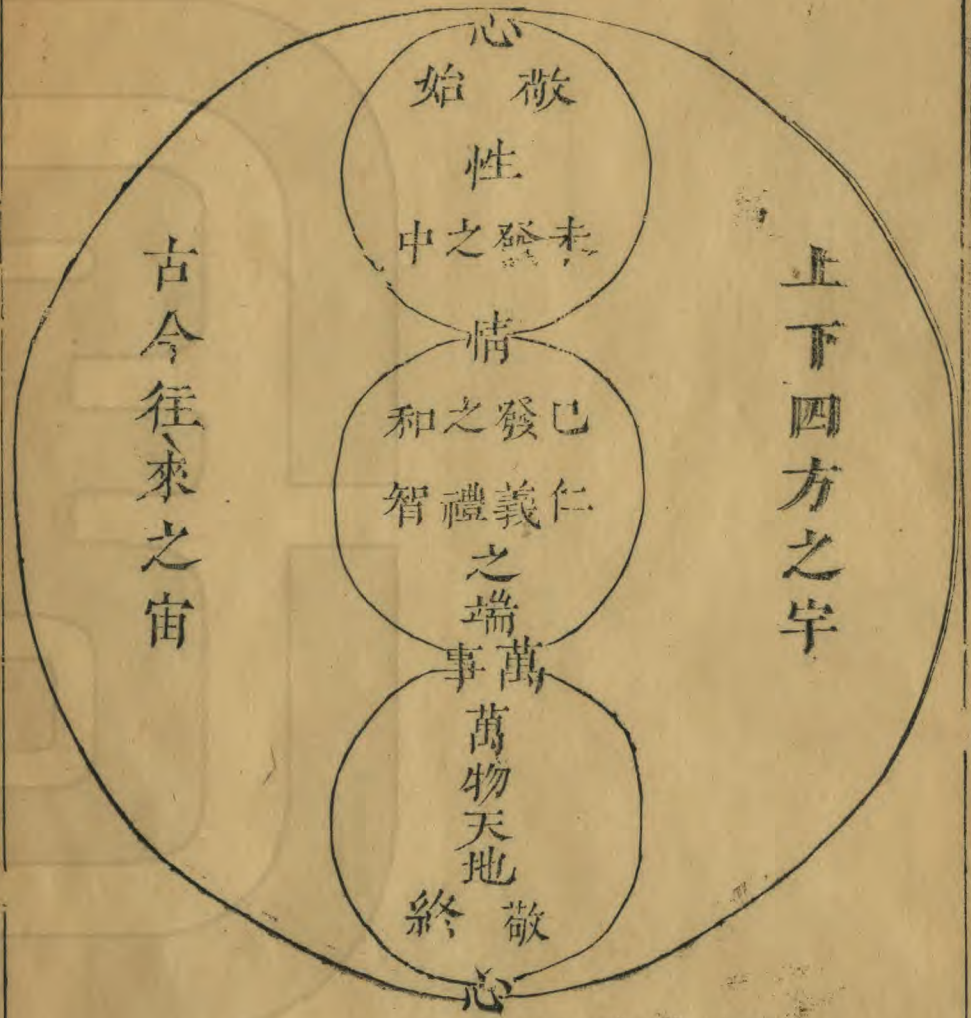 上下四方之宇
心
敬始
性
未發之中
情
已發之和
仁義禮智
之端
萬事
萬物天地
敬終
心
古今往來之宙